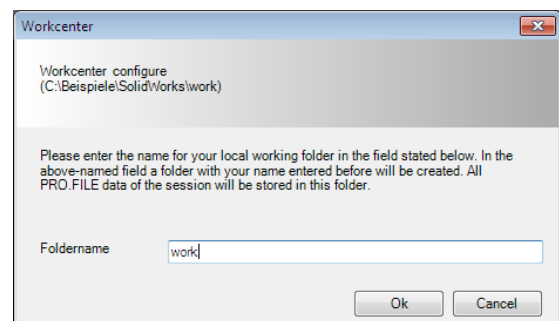 Workcenter
Workcenter configure
(C:\Beispiele\SolidWorks\work)
Please enter the name for your local working folder in the field stated below. In the
above-named field a folder with your name entered before will be created. All
PRO.FILE data of the session will be stored in this folder.
Foldername
work
Ok Cancel